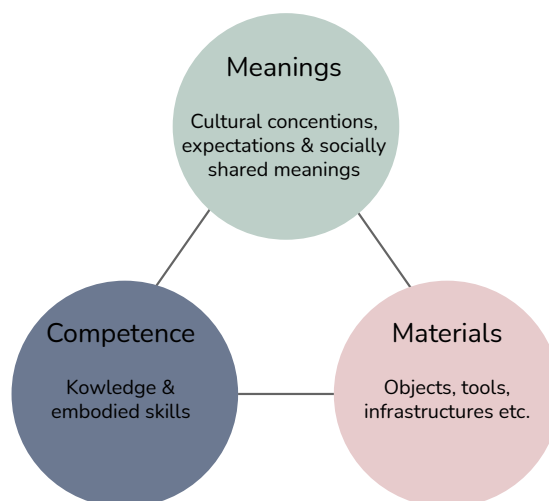 Meanings
Cultural concentions,
expectations & socially
shared meanings
Competence
Kowledge &
embodied skills
Materials
Objects, tools,
infrastructures etc.